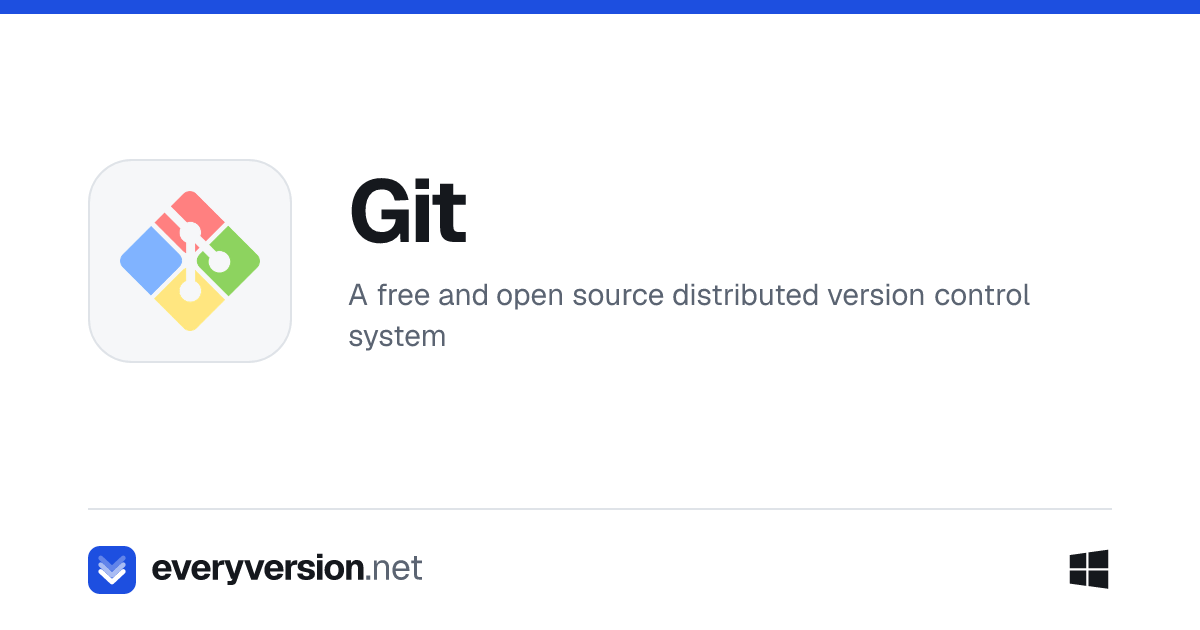 Git
A free and open source distributed version control
system
everyversion.net